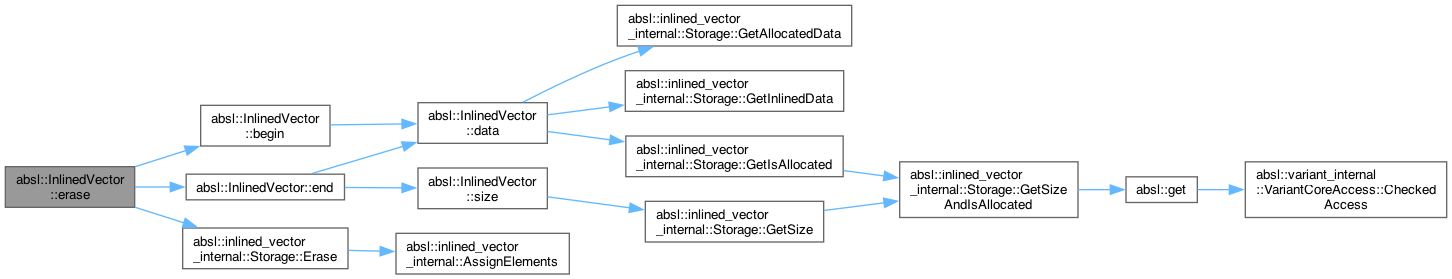 absl::InlinedVector
::erase
absl::InlinedVector
::begin
absl::InlinedVector::end
absl::inlined_vector
_internal::Storage::Erase
absl::InlinedVector
::data
absl::InlinedVector
::size
absl::inlined_vector
_internal::AssignElements
absl::inlined_vector
_internal::Storage::GetAllocatedData
absl::inlined_vector
_internal::Storage::GetInlinedData
absl::inlined_vector
_internal::Storage::GetIsAllocated
absl::inlined_vector
_internal::Storage::GetSize
absl::inlined_vector
_internal::Storage::GetSize
AndIsAllocated
absl::get
absl::variant_internal
::VariantCoreAccess::Checked
Access